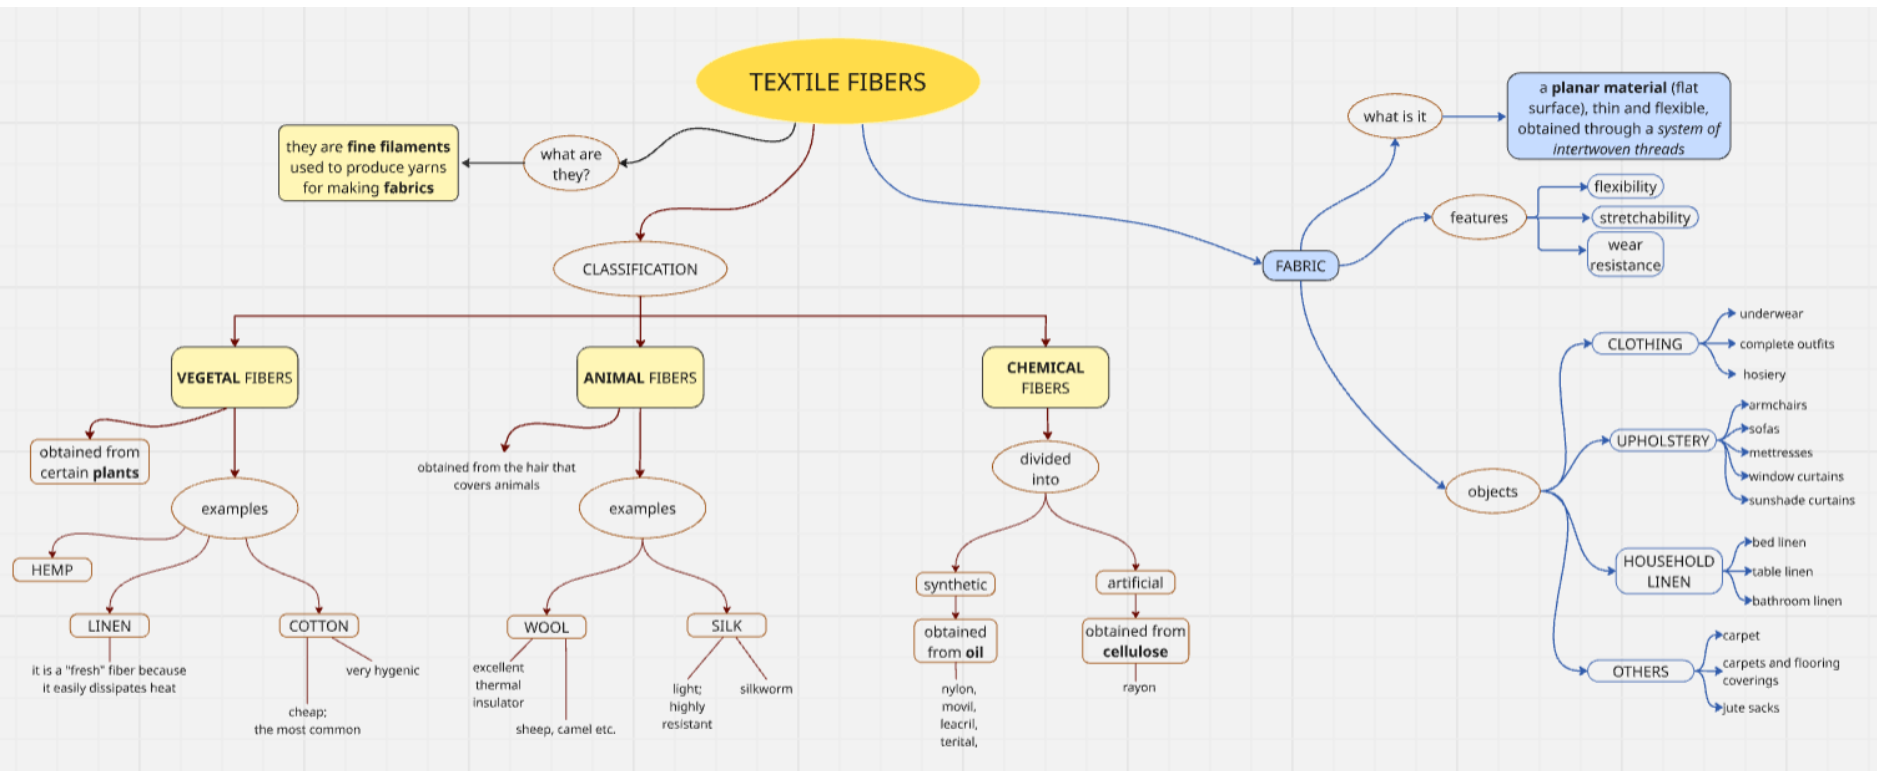 TEXTILE FIBERS
what are
they?
they are fine filaments
used to produce yarns
for making fabrics
CLASSIFICATION
VEGETAL FIBERS
obtained from
certain plants
examples
HEMP
LINEN
it is a "fresh" fiber because
it easily dissipates heat
COTTON
cheap;
the most common
very hygenic
ANIMAL FIBERS
obtained from the hair that
covers animals
examples
WOOL
excellent
thermal
insulator
sheep, camel etc.
SILK
light;
highly
resistant
silkworm
CHEMICAL
FIBERS
divided
into
synthetic
obtained
from oil
nylon,
movil,
leacril,
terital,
artificial
obtained from
cellulose
rayon
FABRIC
what is it
a planar material (flat
surface), thin and flexible,
obtained through a system of
intertwoven threads
features
flexibility
stretchability
wear
resistance
objects
CLOTHING
underwear
complete outfits
hosiery
UPHOLSTERY
armchairs
sofas
mettresses
window curtains
sunshade curtains
HOUSEHOLD
LINEN
bed linen
table linen
bathroom linen
OTHERS
carpet
carpets and flooring
coverings
jute sacks